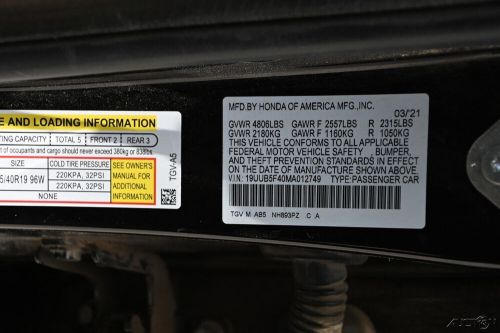 E AND LOADING INFORMATION
TING CAPACITY TOTAL 5 FRONT 2 REAR 3
of occupants and cargo should never exceed 380kg or 838lbs
COLD TIRE PRESSURE
5/40R19 96W 220KPA, 32PSI
220KPA, 32PSI
NONE
SEE OWNER'S
MANUAL FOR
ADDITIONAL
INFORMATION
TGV-A5
MFD.BY HONDA OF AMERICA MFG.,INC.
03/21
GVWR 4806LBS GAWR F 2557LBS R 2315LBS
GVWR 2180KG GAWR F 1160KG R 1050KG
THIS VEHICLE CONFORMS TO ALL APPLICABLE
FEDERAL MOTOR VEHICLE SAFETY BUMPER,
AND THEFT PREVENTION STANDARDS IN EFFECT
ON THE DATE OF MANUFACTURE SHOWN ABOVE.
V.I.N: 19UUB5F40MA012749 TYPE:PASSENGER CAR
TGV M AB5 NH893PZ C A